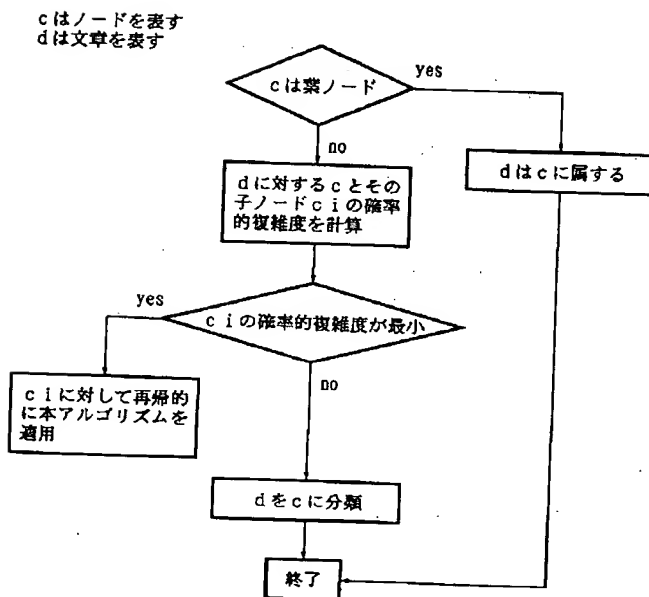 cはノードを表す
dは文章を表す
cは葉ノード
yes
no
dはcに属する
dに対するcとその
子ノードciの確率
的複雑度を計算
yes
ciの確率的複雑度が最小
no
ciに対して再帰的
に本アルゴリズムを
適用
dをcに分類
終了